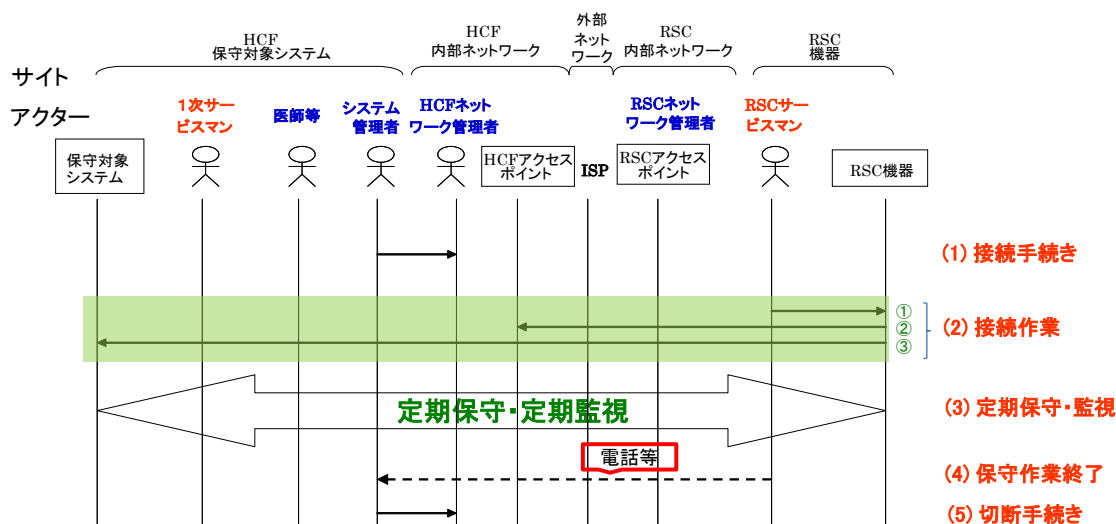 HCF
保守対象システム
HCF
内部ネットワーク
外部
ネット
ワーク
RSC
内部ネットワーク
RSC
機器
サイト
アクター
1次サー
ビスマン
医師等
システム
管理者
HCFネット
ワーク管理者
RSCネット
ワーク管理者
RSCサー
ビスマン
保守対象
システム
HCFアクセス
ポイント
ISP
RSCアクセス
ポイント
RSC機器
(1) 接続手続き
①
②
③
(2) 接続作業
定期保守・定期監視
(3) 定期保守・監視
電話等
(4) 保守作業終了
(5) 切断手続き